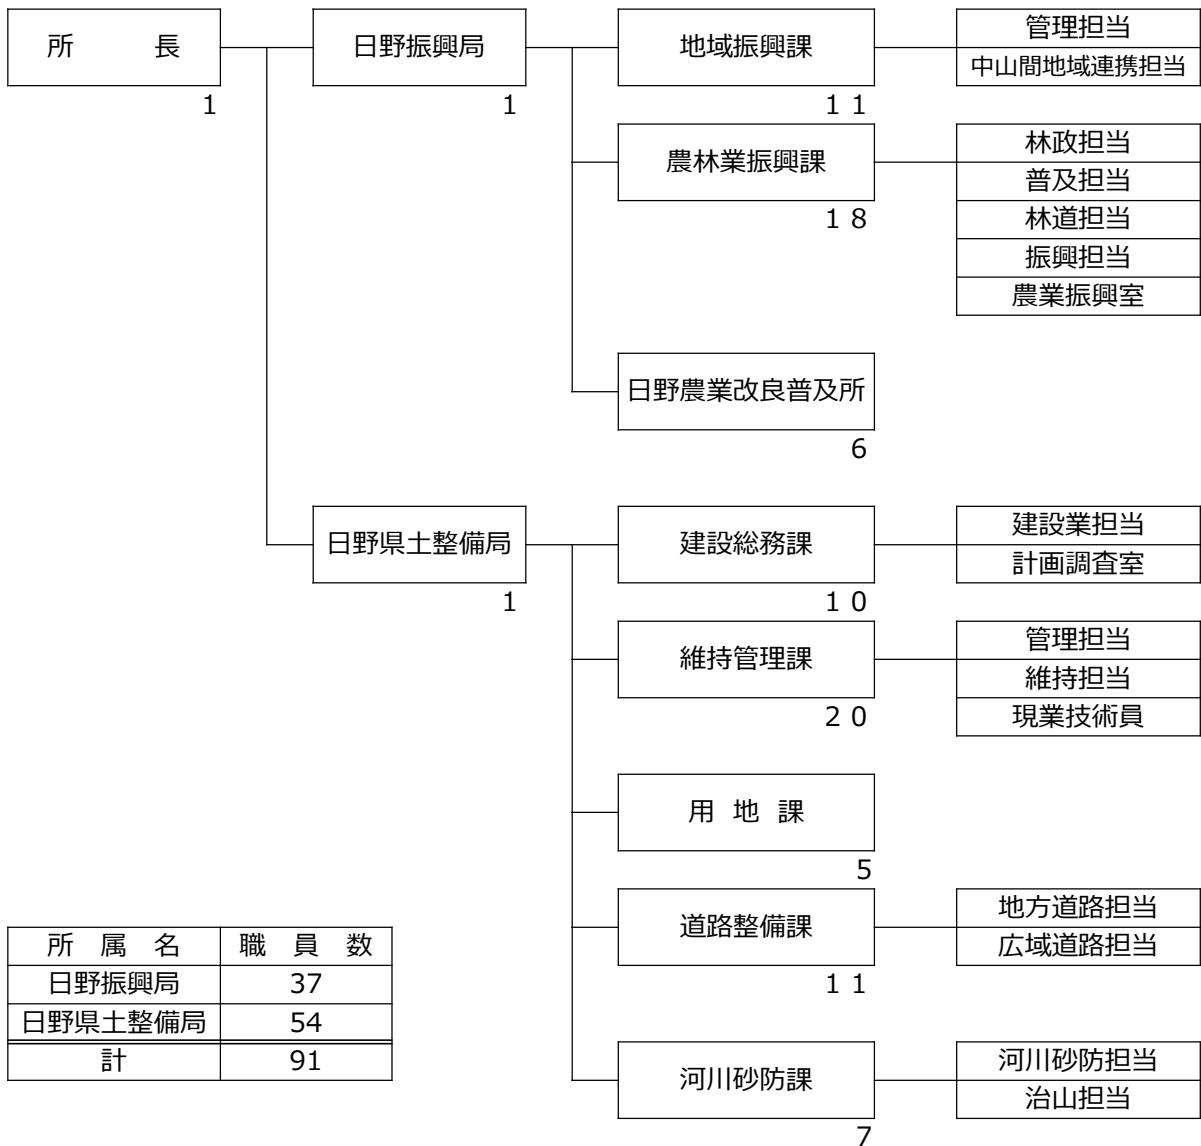 所　　　長
1
日野振興局
1
地域振興課
１１
管理担当
中山間地域連携担当
農林業振興課
１８
林政担当
普及担当
林道担当
振興担当
農業振興室
日野農業改良普及所
6
日野県土整備局
1
建設総務課
１０
建設業担当
計画調査室
維持管理課
２０
管理担当
維持担当
現業技術員
用　地　課
5
道路整備課
１１
地方道路担当
広域道路担当
河川砂防課
7
河川砂防担当
治山担当
所　属　名　職　員　数
日野振興局　37
日野県土整備局　54
計　91